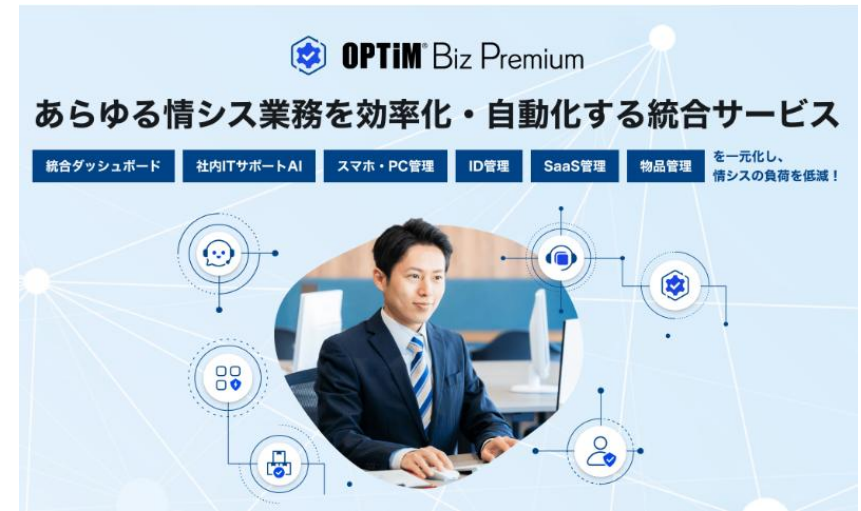 OPTiM® Biz Premium
あらゆる情シス業務を効率化・自動化する統合サービス
統合ダッシュボード 社内ITサポートAI スマホ・PC管理 ID管理 SaaS管理 物品管理 を一元化し、
情シスの負荷を低減！